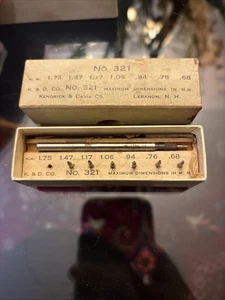 No. 321
M.M. 1.75 1.47 1.17 1.06 .94 .76 .68
K. & D. CO. No. 321 MAXIMUM DIMENSIONS IN M.M.
KENDRICK & DAVIS CO. LEBANON, N. H.
M.M. 1.75 1.47 1.17 1.06 .94 .76 .68
K. & D. CO. No. 321 MAXIMUM DIMENSIONS IN M.M.